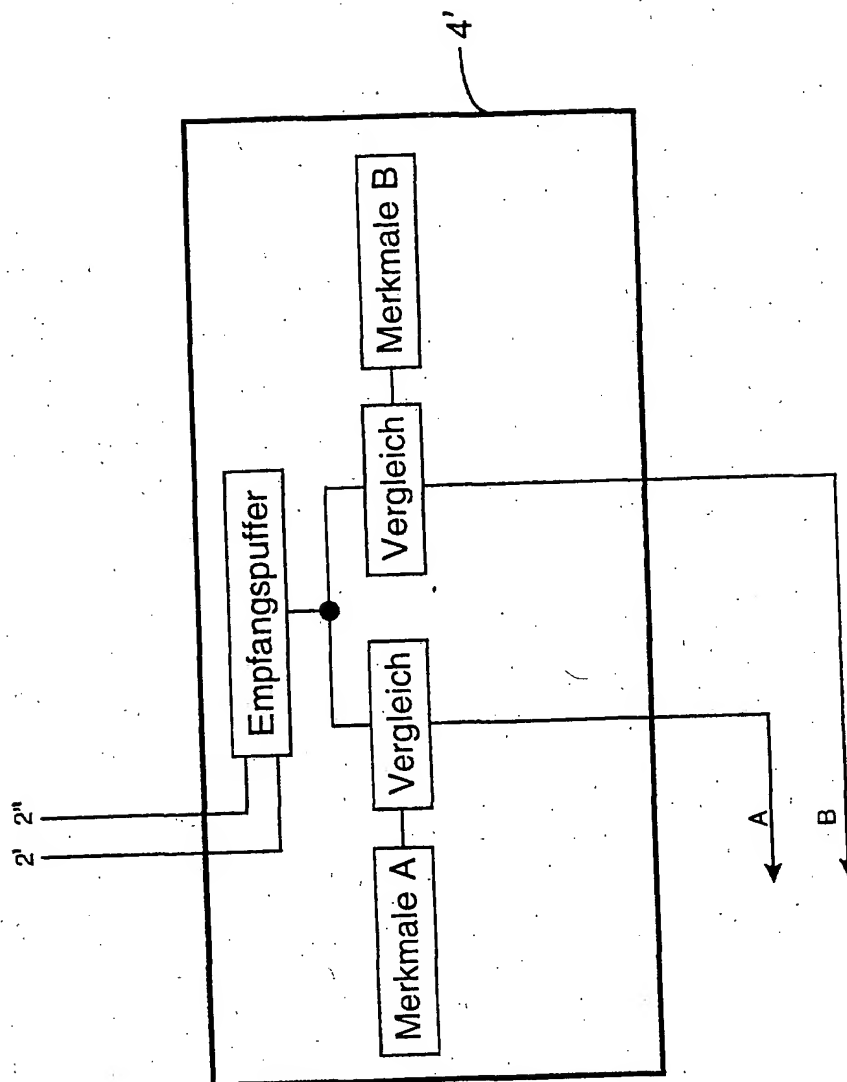 2'
2"
4'
Empfangspuffer
Merkmale A
Vergleich
Vergleich
Merkmale B
A
B